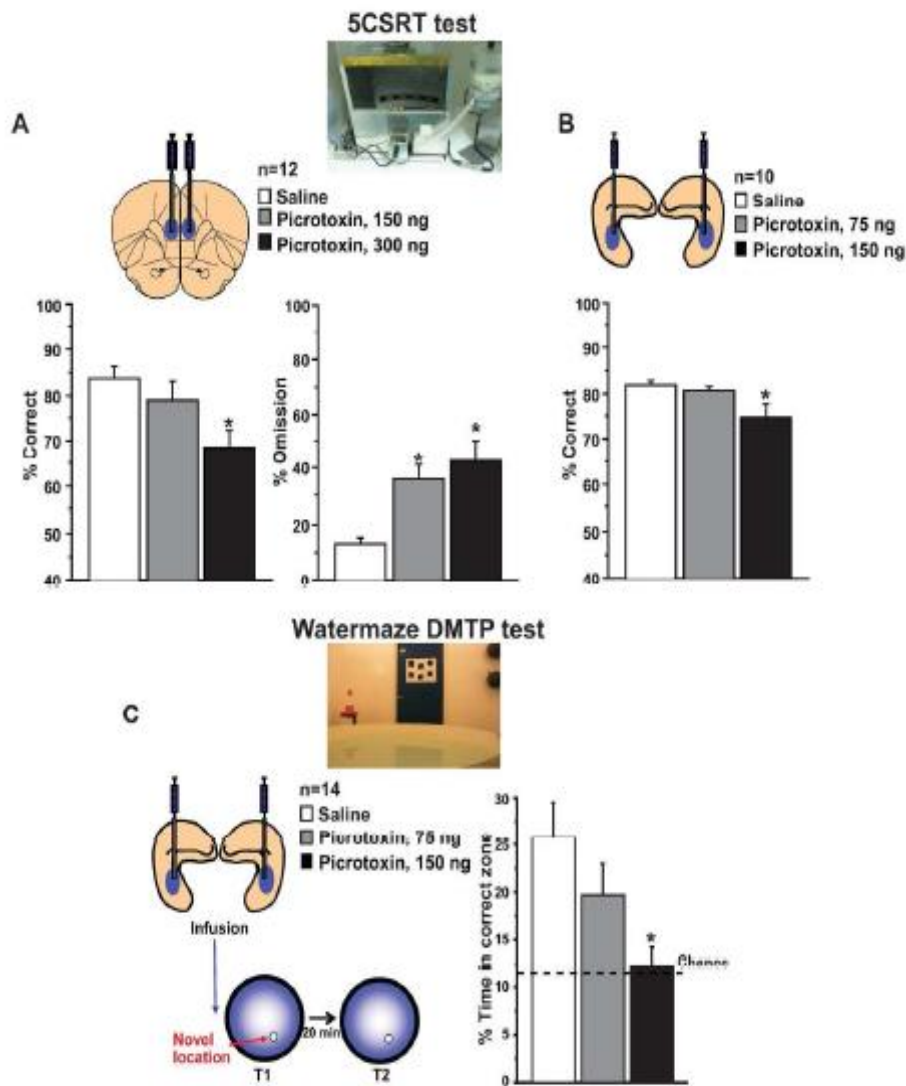 5CSRT test
A
n=12
Saline
Picrotoxin, 150 ng
Picrotoxin, 300 ng
B
n=10
Saline
Picrotoxin, 75 ng
Picrotoxin, 150 ng
% Correct
100
90
80
70
60
50
40
*
% Omission
100
80
60
40
20
0
*
*
% Correct
100
90
80
70
60
50
40
*
Watermaze DMTP test
C
n=14
Saline
Picrotoxin, 75 ng
Picrotoxin, 150 ng
Infusion
Novel
location
20 min
T1
T2
% Time in correct zone
30
25
20
15
10
5
0
*
Chance